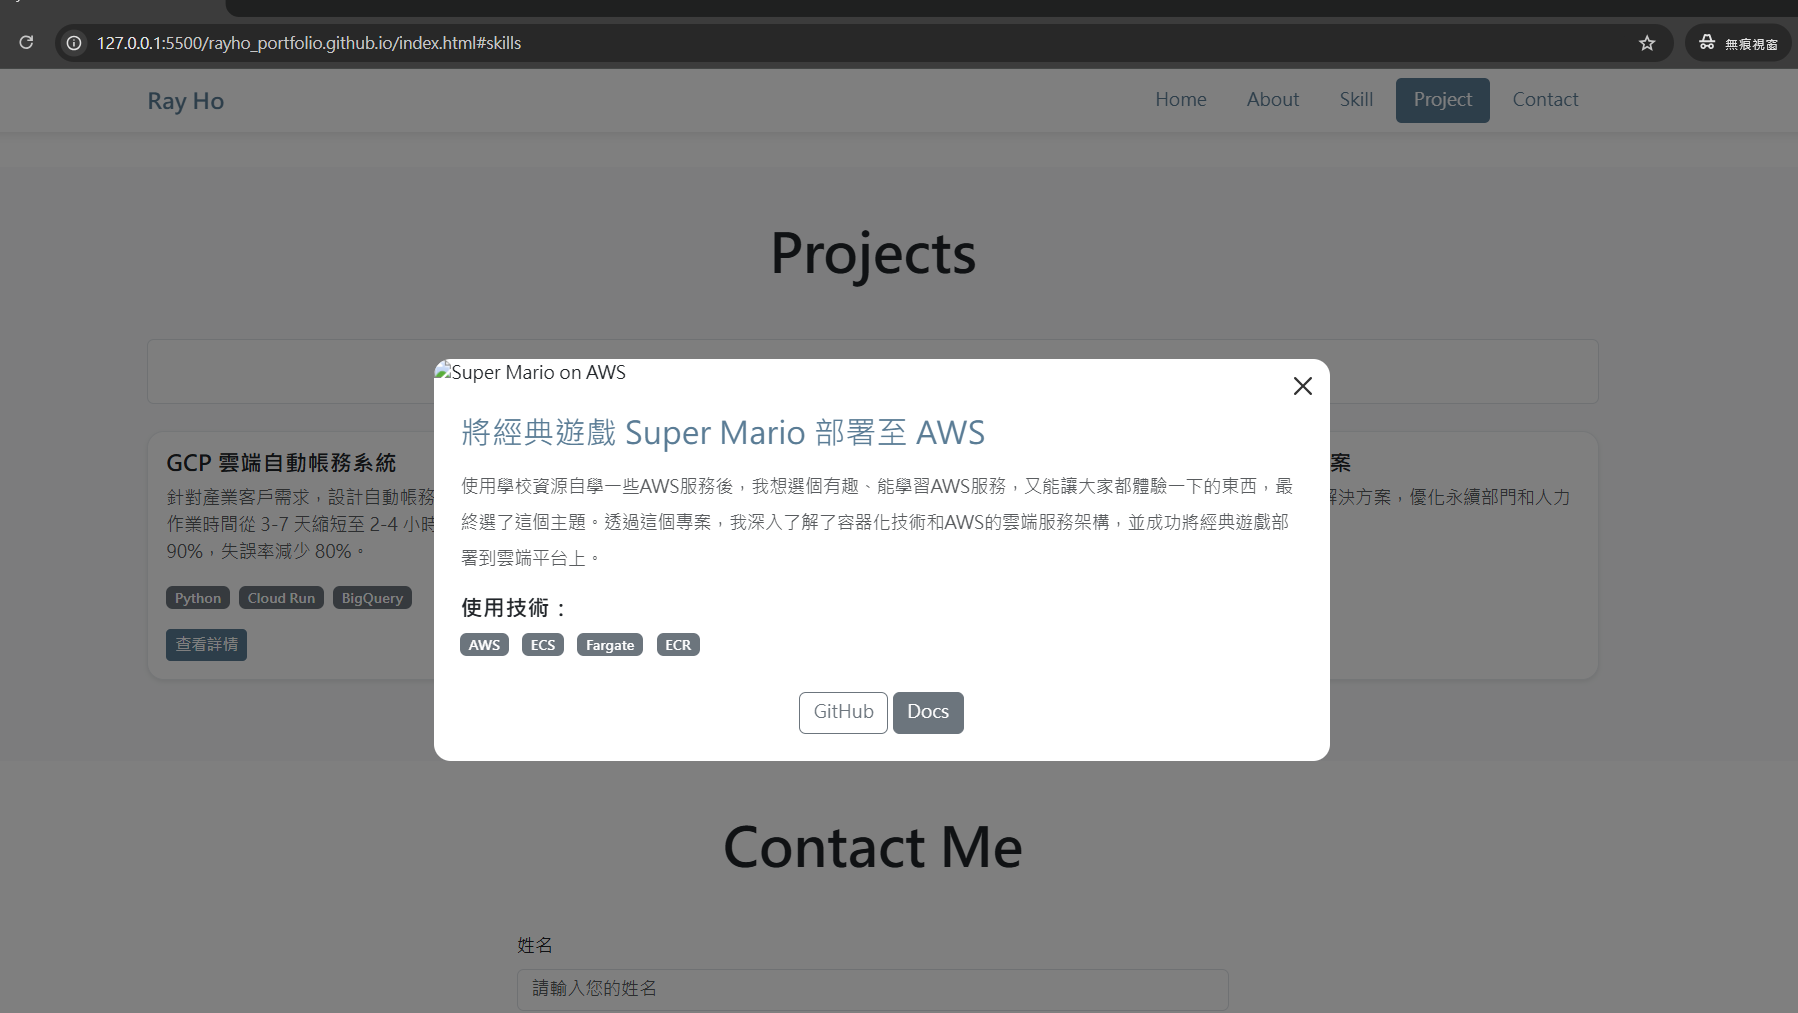 127.0.0.1:5500/rayho_portfolio.github.io/index.html#skills
無痕視窗
Ray Ho
Home
About
Skill
Project
Contact
Projects
Super Mario on AWS
將經典遊戲 Super Mario 部署至 AWS
使用學校資源自學一些AWS服務後，我想選個有趣、能學習AWS服務，又能讓大家都體驗一下的東西，最
終選了這個主題。透過這個專案，我深入了解了容器化技術和AWS的雲端服務架構，並成功將經典遊戲部
署到雲端平台上。
使用技術：
AWS
ECS
Fargate
ECR
GitHub
Docs
GCP 雲端自動帳務系統
針對產業客戶需求，設計自動帳務
作業時間從 3-7 天縮短至 2-4 小時
90%，失誤率減少 80%。
Python
Cloud Run
BigQuery
查看詳情
案
解決方案，優化永續部門和人力
Contact Me
姓名
請輸入您的姓名